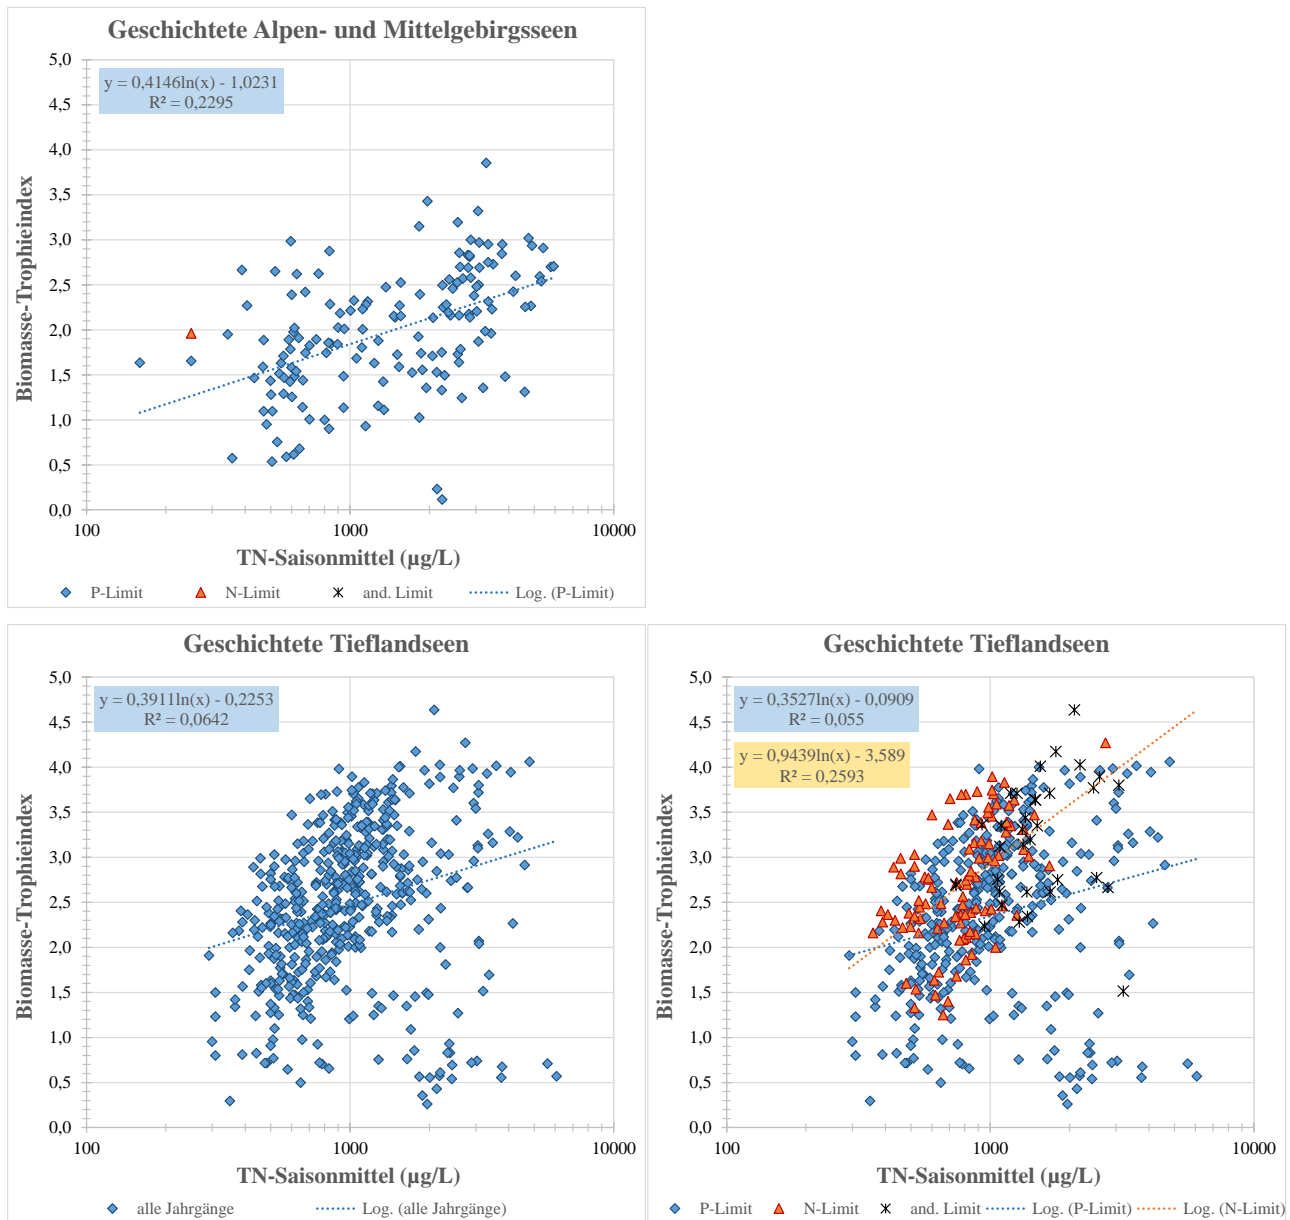 Geschichtete Alpen- und Mittelgebirgsseen
y = 0,4146ln(x) - 1,0231
R² = 0,2295
Biomasse-Trophieindex
5,0
4,5
4,0
3,5
3,0
2,5
2,0
1,5
1,0
0,5
0,0
100 1000 10000
TN-Saisonmittel (µg/L)
P-Limit N-Limit and. Limit Log. (P-Limit)
Geschichtete Tieflandseen
y = 0,3911ln(x) - 0,2253
R² = 0,0642
Biomasse-Trophieindex
5,0
4,5
4,0
3,5
3,0
2,5
2,0
1,5
1,0
0,5
0,0
100 1000 10000
TN-Saisonmittel (µg/L)
alle Jahrgänge Log. (alle Jahrgänge)
Geschichtete Tieflandseen
y = 0,3527ln(x) - 0,0909
R² = 0,055
y = 0,9439ln(x) - 3,589
R² = 0,2593
Biomasse-Trophieindex
5,0
4,5
4,0
3,5
3,0
2,5
2,0
1,5
1,0
0,5
0,0
100 1000 10000
TN-Saisonmittel (µg/L)
P-Limit N-Limit and. Limit Log. (P-Limit) Log. (N-Limit)